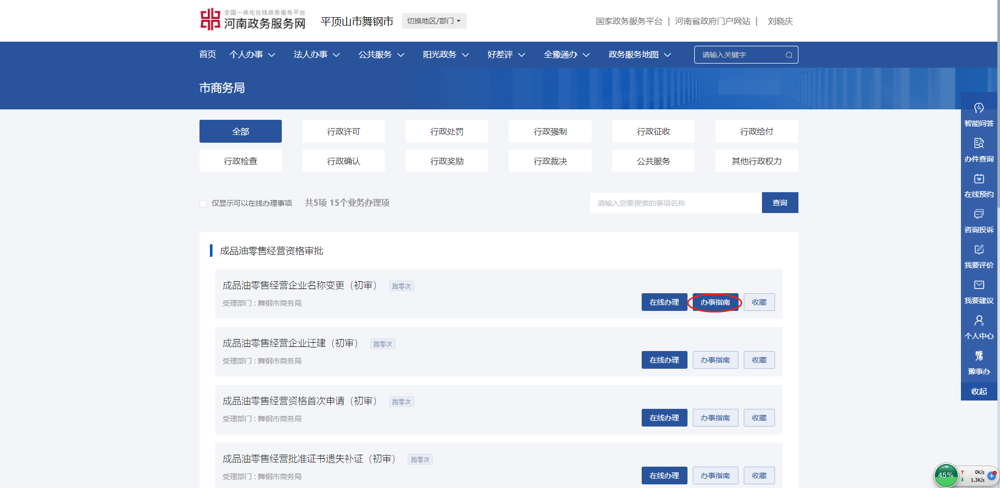 全国一体化在线政务服务平台
河南政务服务网
平顶山市舞钢市
切换地区/部门
国家政务服务平台 | 河南省政府门户网站 | 刘晓庆
首页 个人办事 法人办事 公共服务 阳光政务 好差评 全豫通办 政务服务地图 请输入关键字
市商务局
全部 行政许可 行政处罚 行政强制 行政征收 行政给付
行政检查 行政确认 行政奖励 行政裁决 公共服务 其他行政权力
仅显示可以在线办理事项 共5项 15个业务办理项 请输入您要搜索的事项名称 查询
成品油零售经营资格审批
成品油零售经营企业名称变更（初审） 跑零次
受理部门：舞钢市商务局
在线办理 办事指南 收藏
成品油零售经营企业迁建（初审） 跑零次
受理部门：舞钢市商务局
在线办理 办事指南 收藏
成品油零售经营资格首次申请（初审） 跑零次
受理部门：舞钢市商务局
在线办理 办事指南 收藏
成品油零售经营批准证书遗失补证（初审） 跑零次
受理部门：舞钢市商务局
在线办理 办事指南 收藏
智能问答
办件查询
在线预约
咨询投诉
我要评价
我要建议
个人中心
豫事办
收起
45%
0K/s
1.3K/s